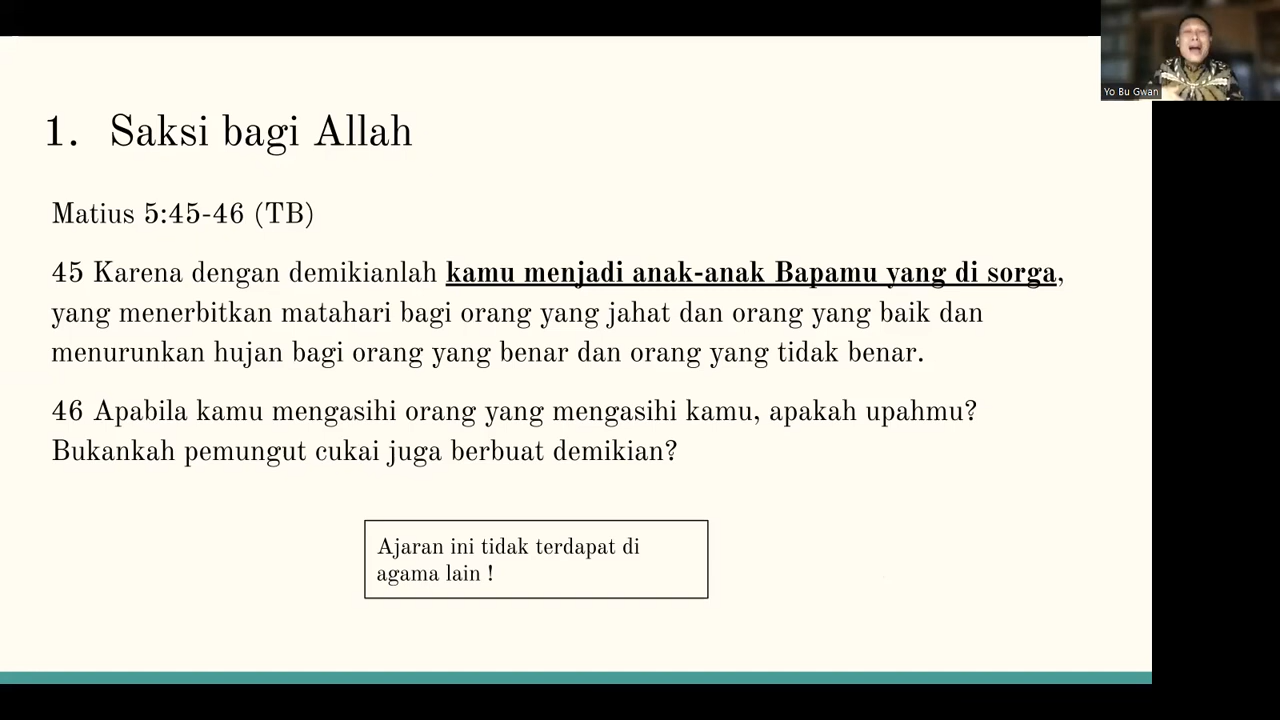 1. Saksi bagi Allah
Matius 5:45-46 (TB)
45 Karena dengan demikianlah kamu menjadi anak-anak Bapamu yang di sorga,
yang menerbitkan matahari bagi orang yang jahat dan orang yang baik dan
menurunkan hujan bagi orang yang benar dan orang yang tidak benar.
46 Apabila kamu mengasihi orang yang mengasihi kamu, apakah upahmu?
Bukankah pemungut cukai juga berbuat demikian?
Ajaran ini tidak terdapat di
agama lain !
Yo Bu Gwan